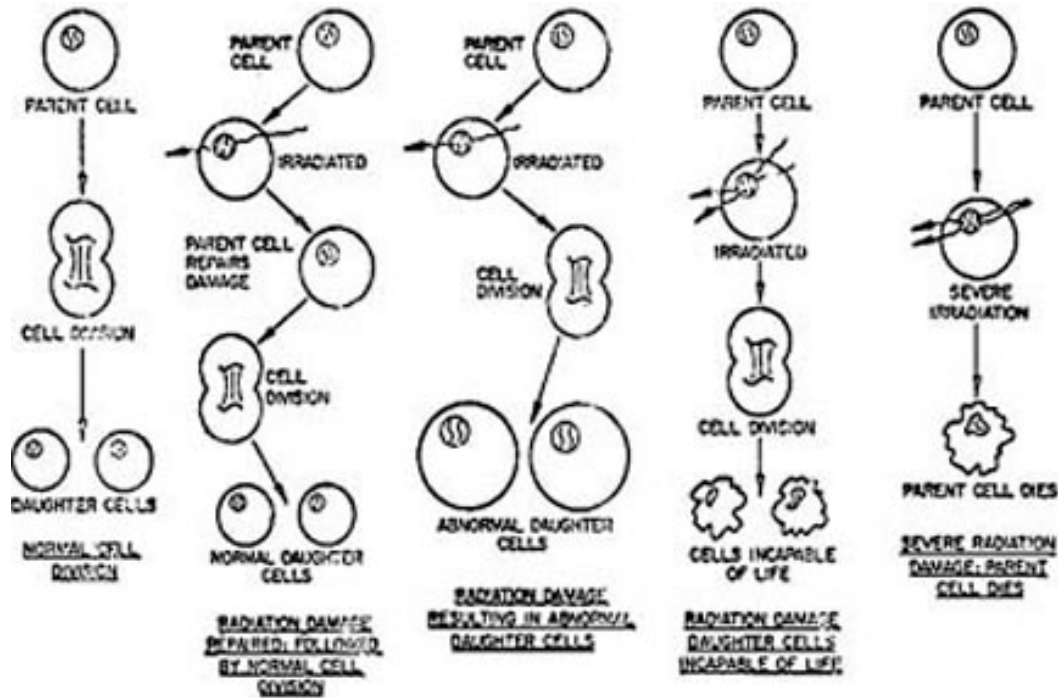 PARENT CELL
CELL DIVISION
DAUGHTER CELLS
NORMAL CELL
DIVISION
PARENT
CELL
IRRADIATED
PARENT CELL
REPAIRS
DAMAGE
CELL
DIVISION
NORMAL DAUGHTER
CELLS
RADIATION DAMAGE
REPAIRED: FOLLOWED
BY NORMAL CELL
DIVISION
PARENT
CELL
IRRADIATED
CELL
DIVISION
ABNORMAL DAUGHTER
CELLS
RADIATION DAMAGE
RESULTING IN ABNORMAL
DAUGHTER CELLS
PARENT CELL
IRRADIATED
CELL DIVISION
CELLS INCAPABLE
OF LIFE
RADIATION DAMAGE
DAUGHTER CELLS
INCAPABLE OF LIFE
PARENT CELL
SEVERE
IRRADIATION
PARENT CELL DIES
SEVERE RADIATION
DAMAGE: PARENT
CELL DIES